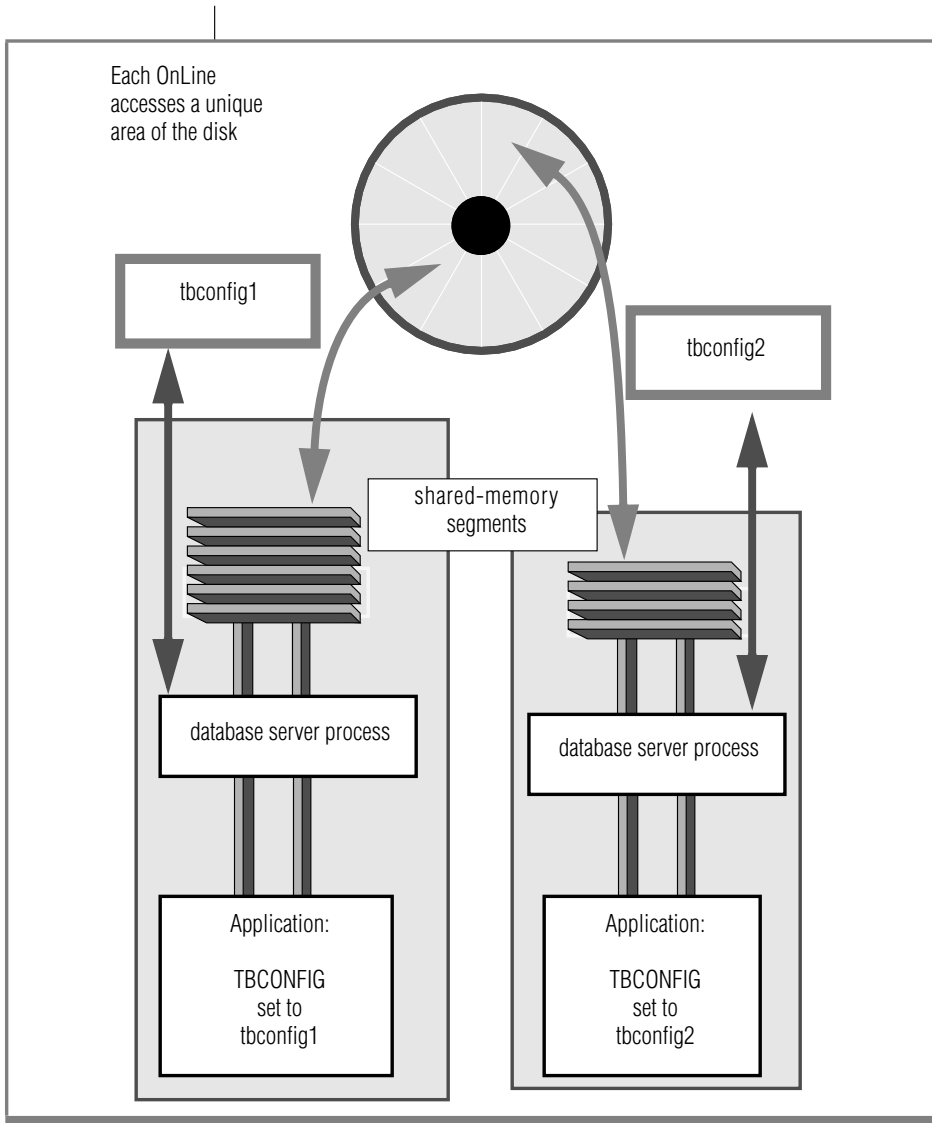 Each OnLine
accesses a unique
area of the disk
tbconfig1
tbconfig2
shared-memory
segments
database server process
database server process
Application:
TBCONFIG
set to
tbconfig1
Application:
TBCONFIG
set to
tbconfig2